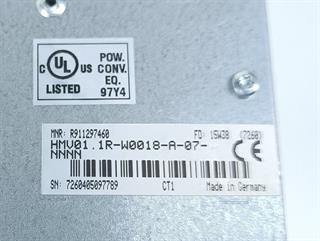 C UL US
LISTED
POW.
CONV.
EQ.
97Y4
MNR: R911297460 FD: 15W38 (7260)
HMV01.1R-W0018-A-07-
NNNN
CE
SN: 7260405097789 CT1 Made in Germany